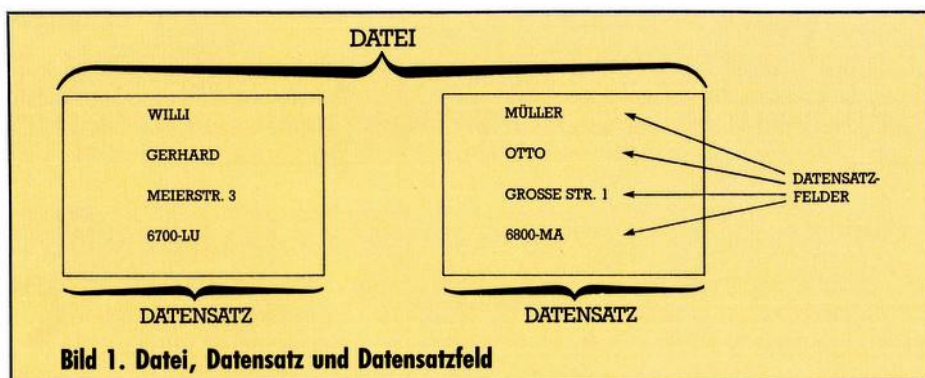 DATEI
WILLI
GERHARD
MEIERSTR. 3
6700-LU
DATENSATZ
MÜLLER
OTTO
GROSSE STR. 1
6800-MA
DATENSATZ
DATENSATZ-
FELDER
Bild 1. Datei, Datensatz und Datensatzfeld